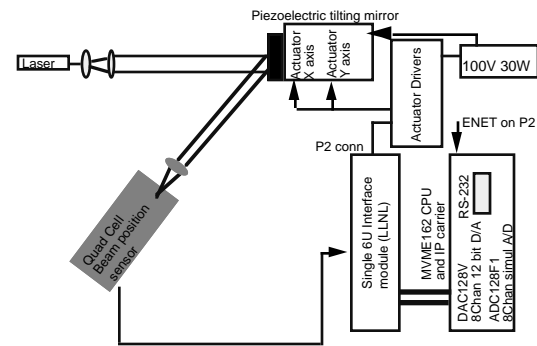 Piezoelectric tilting mirror
Laser
Actuator
X axis
Actuator
Y axis
Actuator Drivers
100V 30W
ENET on P2
P2 conn
Quad Cell
Beam position
sensor
Single 6U Interface
module (LLNL)
MVME162 CPU
and IP carrier
RS-232
DAC128V
8Chan 12 bit D/A
ADC128F1
8Chan simul A/D